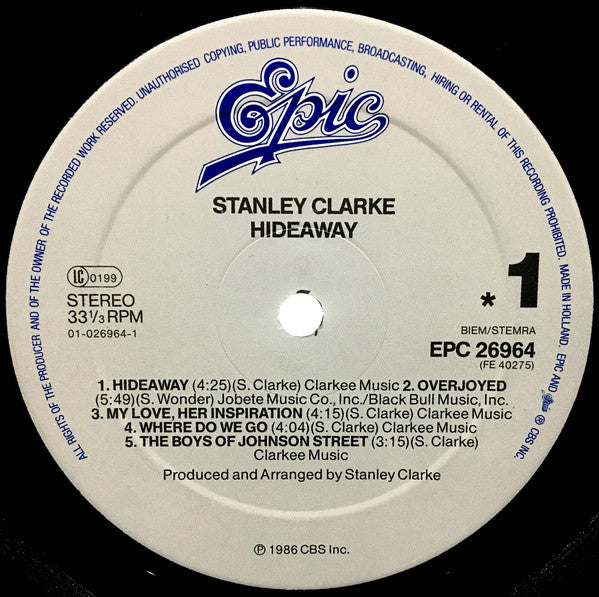 ALL RIGHTS OF THE PRODUCER AND OF THE OWNER OF THE RECORDED WORK RESERVED. UNAUTHORISED COPYING, PUBLIC PERFORMANCE, BROADCASTING, HIRING OR RENTAL OF THIS RECORDING PROHIBITED. MADE IN HOLLAND. EPC AND Epic ® CBS INC.
Epic
STANLEY CLARKE
HIDEAWAY
LC 0199
STEREO
33 1/3 RPM
01-026964-1
* 1
BIEM/STEMRA
EPC 26964
(FE 40275)
1. HIDEAWAY (4:25)(S. Clarke) Clarkee Music 2. OVERJOYED
(5:49)(S. Wonder) Jobete Music Co., Inc./Black Bull Music, Inc.
3. MY LOVE, HER INSPIRATION (4:15)(S. Clarke) Clarkee Music
4. WHERE DO WE GO (4:04)(S. Clarke) Clarkee Music
5. THE BOYS OF JOHNSON STREET (3:15)(S. Clarke)
Clarkee Music
Produced and Arranged by Stanley Clarke
℗ 1986 CBS Inc.